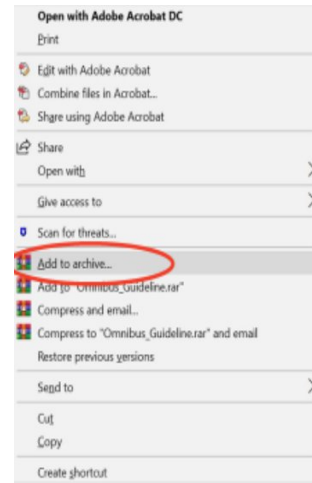 Open with Adobe Acrobat DC
Print
Edit with Adobe Acrobat
Combine files in Acrobat...
Share using Adobe Acrobat
Share
Open with
Give access to
Scan for threats...
Add to archive...
Add to "Omnibus_Guideline.rar"
Compress and email...
Compress to "Omnibus_Guideline.rar" and email
Restore previous versions
Send to
Cut
Copy
Create shortcut